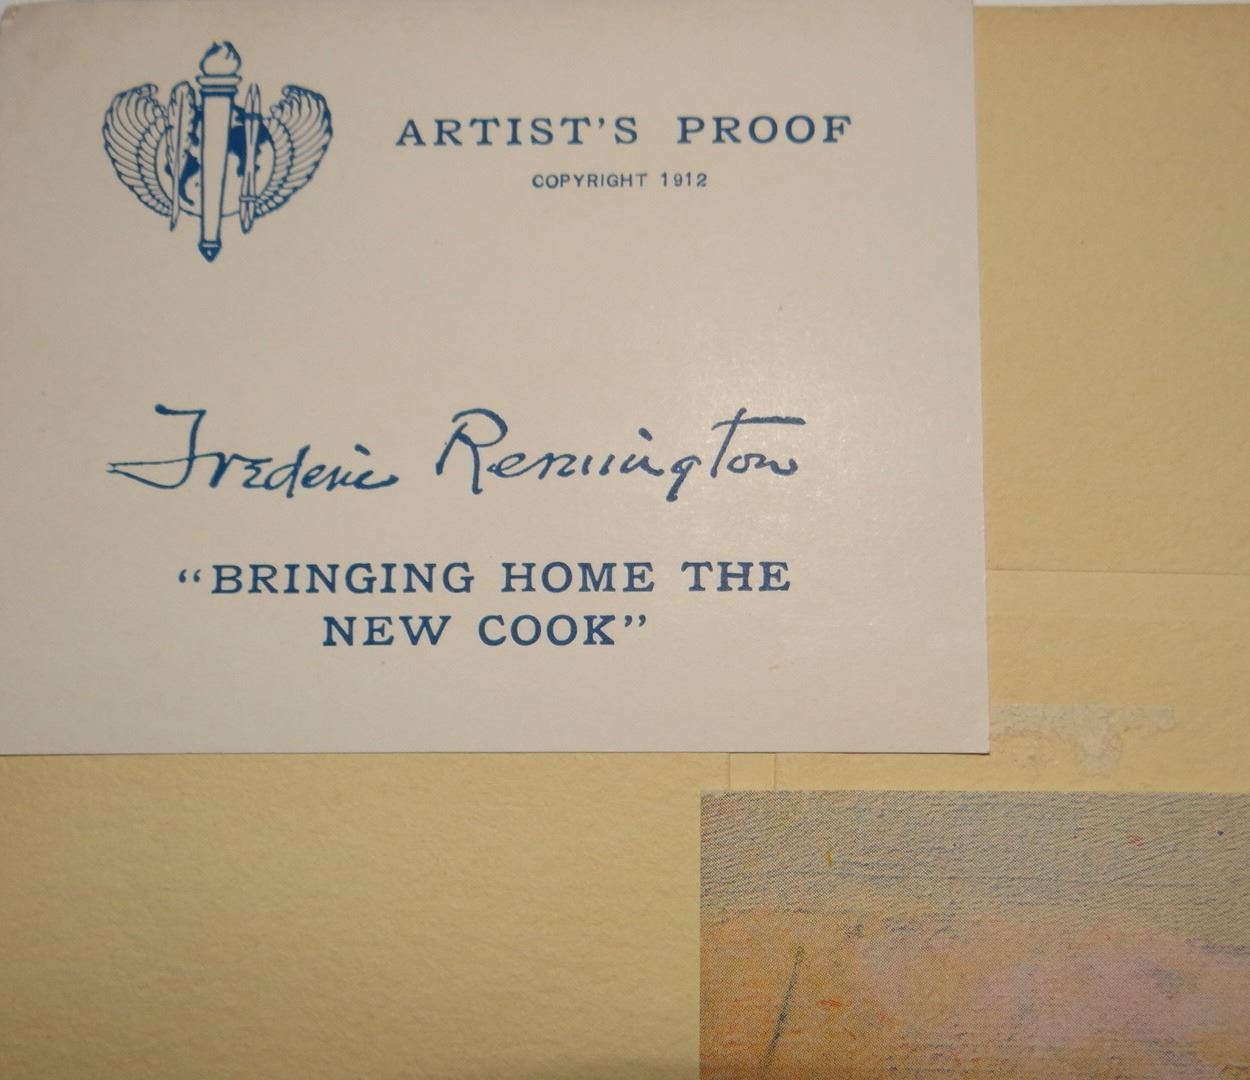 ARTIST'S PROOF
COPYRIGHT 1912
Frederic Remington
“BRINGING HOME THE
NEW COOK”